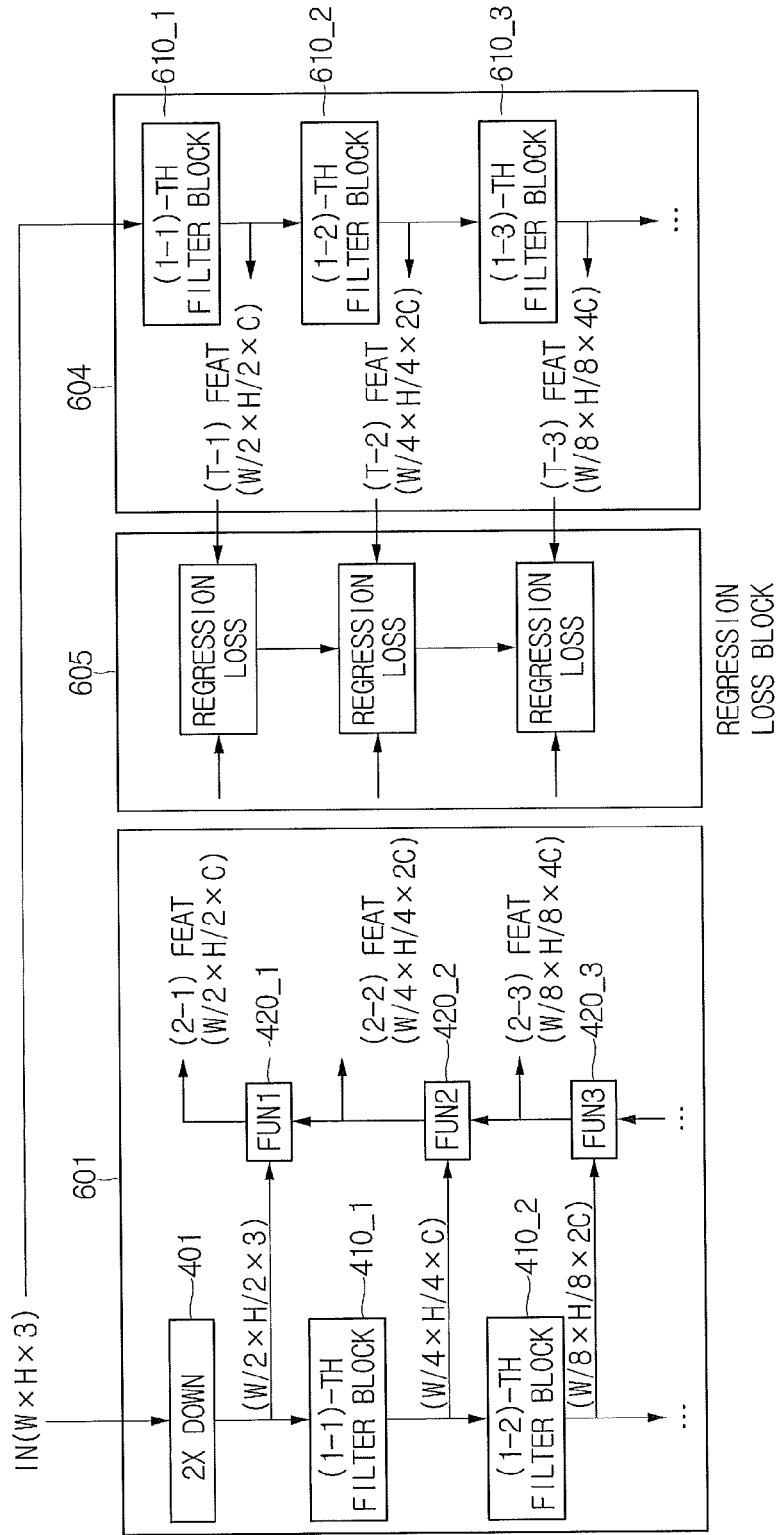 IN(W×H×3)
601
2X DOWN
401
(W/2×H/2×3)
(1-1)-TH
FILTER BLOCK
410_1
(W/4×H/4×C)
(1-2)-TH
FILTER BLOCK
410_2
(W/8×H/8×2C)
...
(2-1) FEAT
(W/2×H/2×C)
FUN1
420_1
(2-2) FEAT
(W/4×H/4×2C)
FUN2
420_2
(2-3) FEAT
(W/8×H/8×4C)
FUN3
420_3
...
605
REGRESSION
LOSS
REGRESSION
LOSS
REGRESSION
LOSS
REGRESSION
LOSS BLOCK
604
(T-1) FEAT
(W/2×H/2×C)
(1-1)-TH
FILTER BLOCK
610_1
(T-2) FEAT
(W/4×H/4×2C)
(1-2)-TH
FILTER BLOCK
610_2
(T-3) FEAT
(W/8×H/8×4C)
(1-3)-TH
FILTER BLOCK
610_3
...